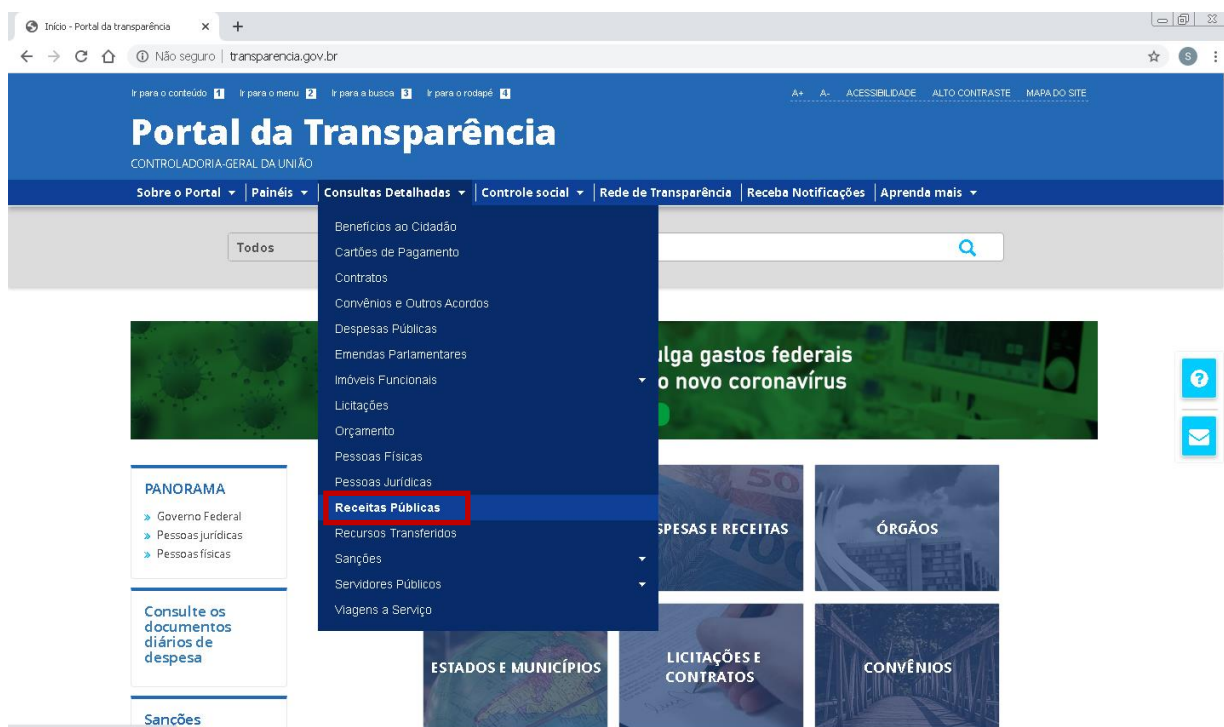 Início - Portal da transparência
Não seguro | transparencia.gov.br
S
Ir para o conteúdo 1 Ir para o menu 2 Ir para a busca 3 Ir para o rodapé 4
A+ A- ACESSIBILIDADE ALTO CONTRASTE MAPA DO SITE
Portal da Transparência
CONTROLADORIA-GERAL DA UNIÃO
Sobre o Portal Painéis Consultas Detalhadas Controle social Rede de Transparência Receba Notificações Aprenda mais
Todos
Benefícios ao Cidadão
Cartões de Pagamento
Contratos
Convênios e Outros Acordos
Despesas Públicas
Emendas Parlamentares
Imóveis Funcionais
Licitações
Orçamento
Pessoas Físicas
Pessoas Jurídicas
Receitas Públicas
Recursos Transferidos
Sanções
Servidores Públicos
Viagens a Serviço
ulga gastos federais
o novo coronavírus
PANORAMA
» Governo Federal
» Pessoas jurídicas
» Pessoas físicas
Consulte os
documentos
diários de
despesa
Sanções
SPESAS E RECEITAS
ÓRGÃOS
ESTADOS E MUNICÍPIOS
LICITAÇÕES E
CONTRATOS
CONVÊNIOS